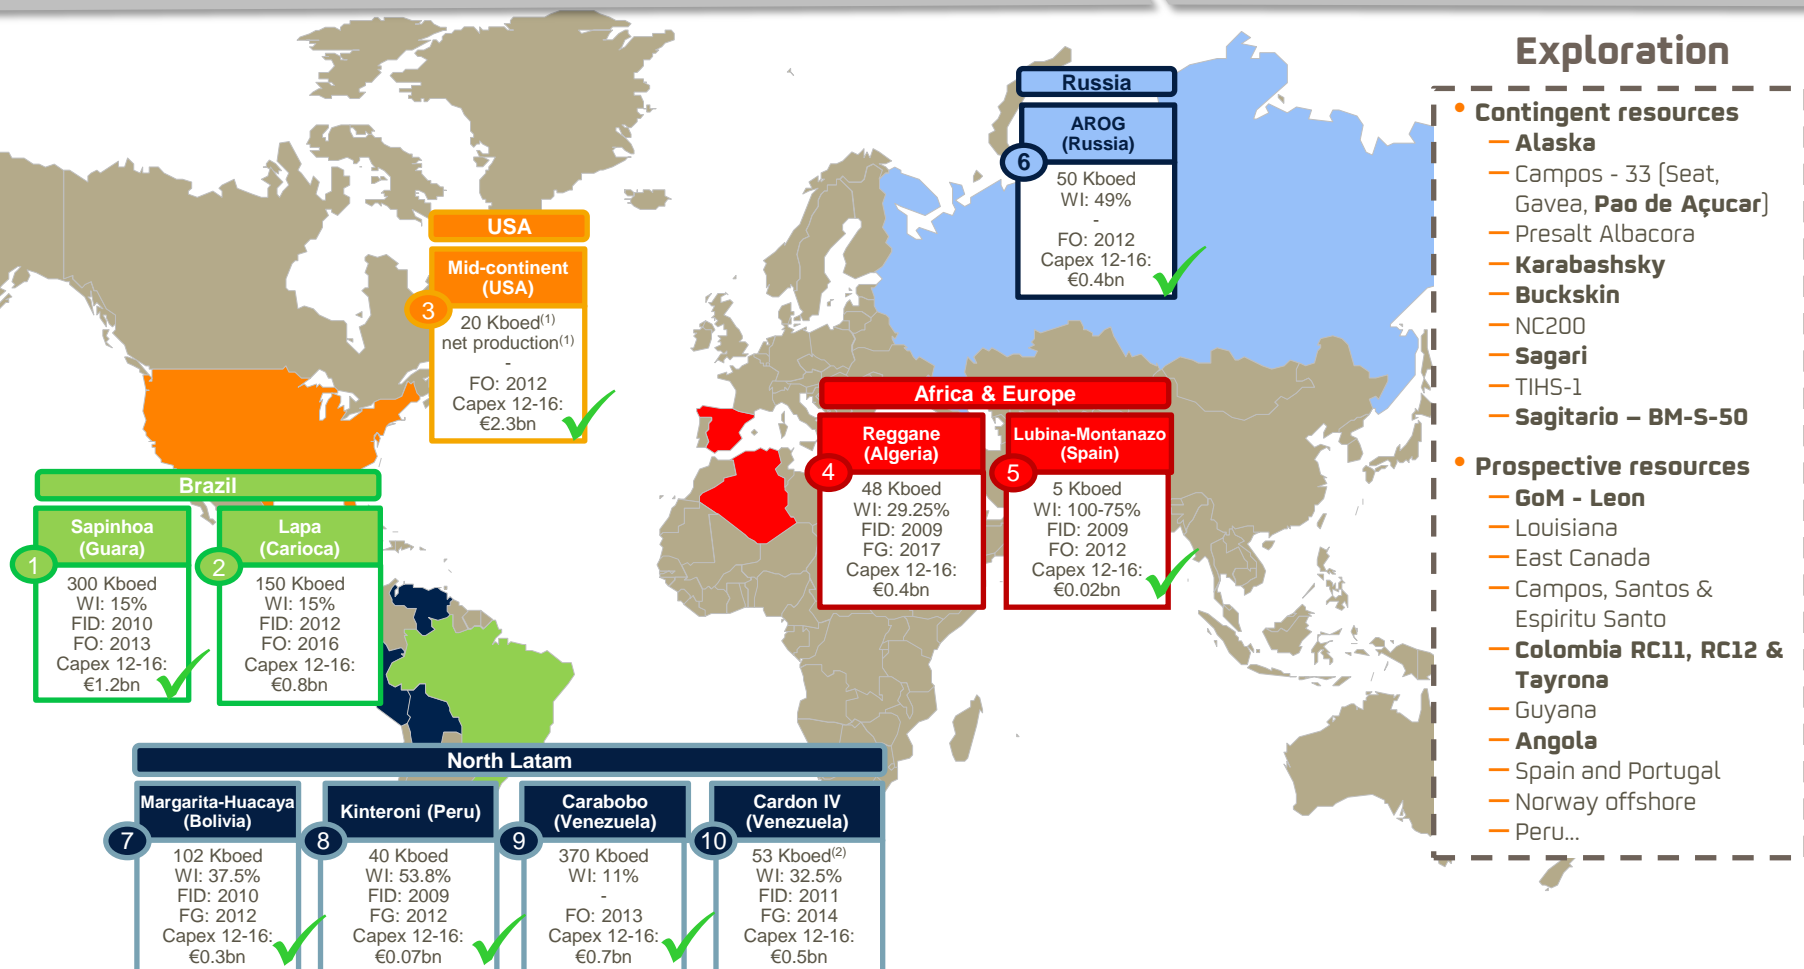 Exploration
• Contingent resources
— Alaska
— Campos - 33 (Seat,
Gavea, Pao de Açucar)
— Presalt Albacora
— Karabashsky
— Buckskin
— NC200
— Sagari
— TIHS-1
— Sagitario – BM-S-50
• Prospective resources
— GoM - Leon
— Louisiana
— East Canada
— Campos, Santos &
Espiritu Santo
— Colombia RC11, RC12 &
Tayrona
— Guyana
— Angola
— Spain and Portugal
— Norway offshore
— Peru...
Russia
AROG
(Russia)
6
50 Kboed
WI: 49%
-
FO: 2012
Capex 12-16:
€0.4bn
USA
Mid-continent
(USA)
3
20 Kboed(1)
net production(1)
-
FO: 2012
Capex 12-16:
€2.3bn
Africa & Europe
Reggane
(Algeria)
4
48 Kboed
WI: 29.25%
FID: 2009
FG: 2017
Capex 12-16:
€0.4bn
Lubina-Montanazo
(Spain)
5
5 Kboed
WI: 100-75%
FID: 2009
FO: 2012
Capex 12-16:
€0.02bn
Brazil
Sapinhoa
(Guara)
1
300 Kboed
WI: 15%
FID: 2010
FO: 2013
Capex 12-16:
€1.2bn
Lapa
(Carioca)
2
150 Kboed
WI: 15%
FID: 2012
FO: 2016
Capex 12-16:
€0.8bn
North Latam
Margarita-Huacaya
(Bolivia)
7
102 Kboed
WI: 37.5%
FID: 2010
FG: 2012
Capex 12-16:
€0.3bn
Kinteroni (Peru)
8
40 Kboed
WI: 53.8%
FID: 2009
FG: 2012
Capex 12-16:
€0.07bn
Carabobo
(Venezuela)
9
370 Kboed
WI: 11%
-
FO: 2013
Capex 12-16:
€0.7bn
Cardon IV
(Venezuela)
10
53 Kboed(2)
WI: 32.5%
FID: 2011
FG: 2014
Capex 12-16:
€0.5bn